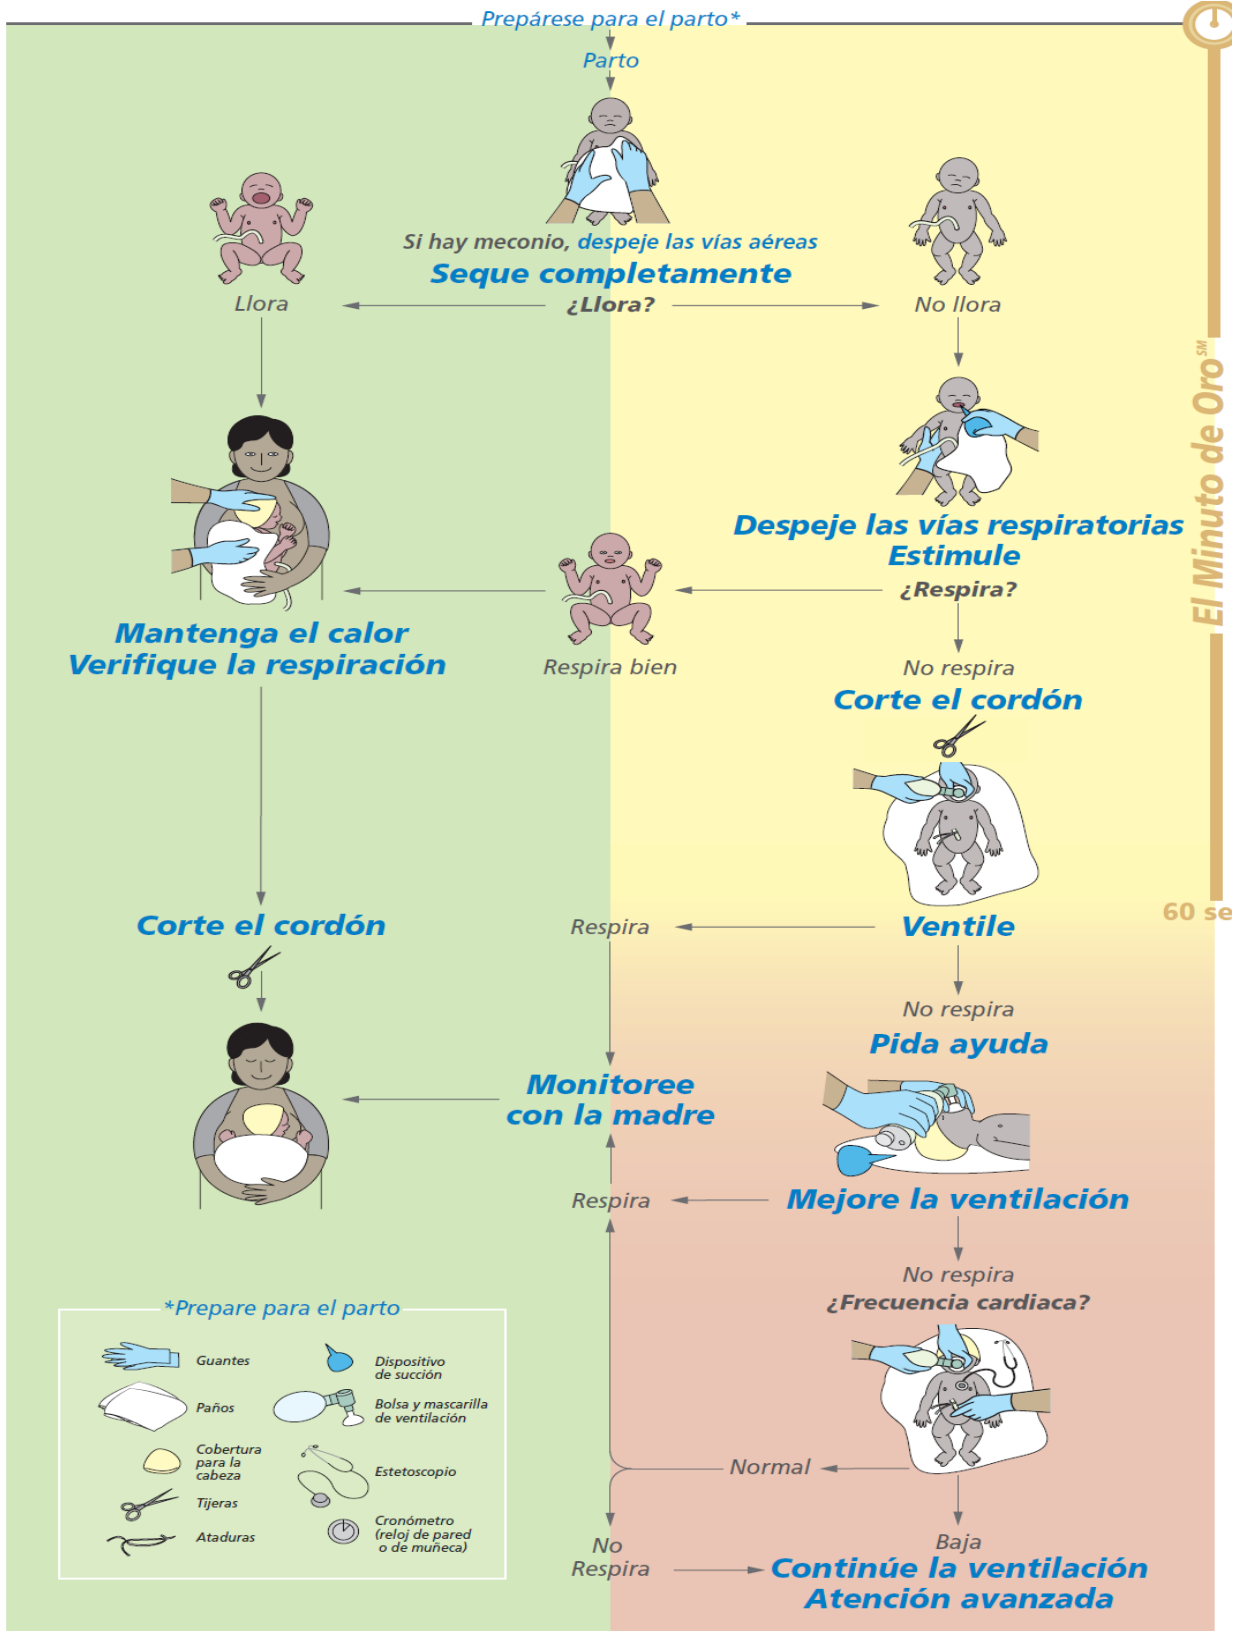 Prepárese para el parto*
Parto
Si hay meconio, despeje las vías aéreas
Seque completamente
¿Llora?
Llora
No llora
El Minuto de Oro SM
Despeje las vías respiratorias
Estimule
¿Respira?
Respira bien
Mantenga el calor
Verifique la respiración
No respira
Corte el cordón
Corte el cordón
Respira
Ventile
60 se
No respira
Pida ayuda
Monitoree
con la madre
Respira
Mejore la ventilación
No respira
¿Frecuencia cardiaca?
Normal
Baja
No
Respira
Continúe la ventilación
Atención avanzada
*Prepare para el parto
Guantes
Paños
Cobertura
para la
cabeza
Tijeras
Ataduras
Dispositivo
de succión
Bolsa y mascarilla
de ventilación
Estetoscopio
Cronómetro
(reloj de pared
o de muñeca)